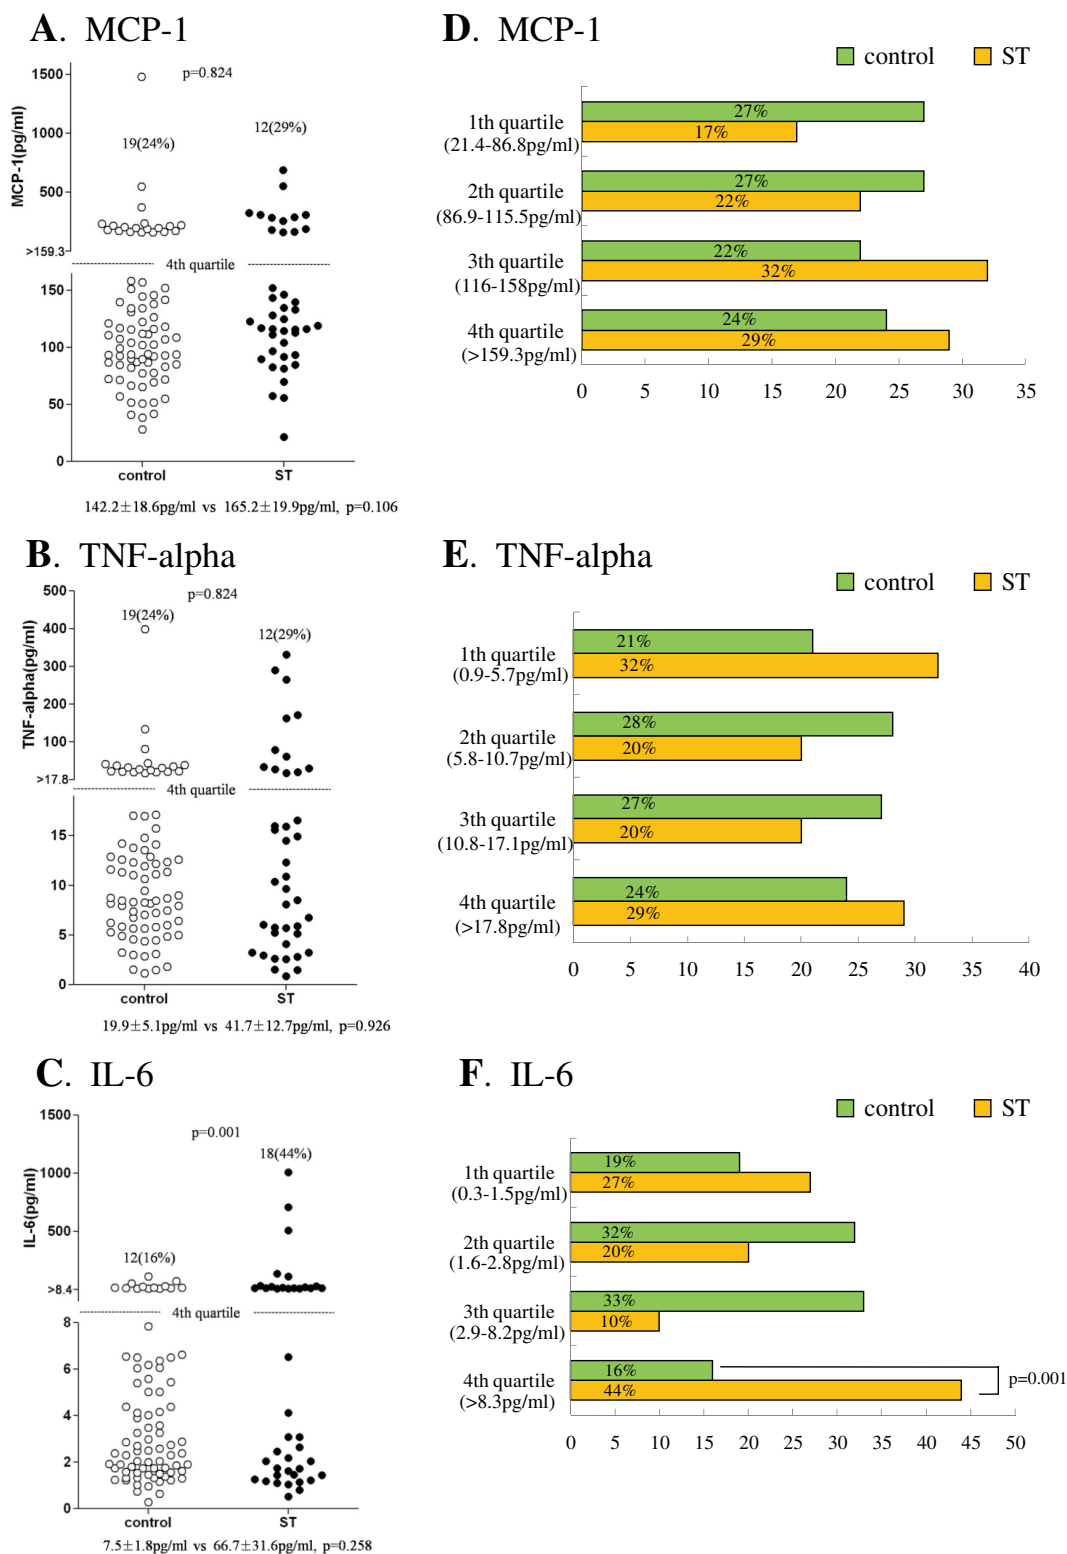 A. MCP-1
1500
p=0.824
12(29%)
1000
19(24%)
MCP-1(pg/ml)
500
>159.3
4th quartile
150
100
50
0
control
ST
142.2±18.6pg/ml vs 165.2±19.9pg/ml, p=0.106
D. MCP-1
control
ST
1th quartile
(21.4-86.8pg/ml)
27%
17%
2th quartile
(86.9-115.5pg/ml)
27%
22%
3th quartile
(116-158pg/ml)
22%
32%
4th quartile
(>159.3pg/ml)
24%
29%
0 5 10 15 20 25 30 35
B. TNF-alpha
500
p=0.824
19(24%)
400
12(29%)
TNF-alpha(pg/ml)
300
200
100
>17.8
4th quartile
15
10
5
0
control
ST
19.9±5.1pg/ml vs 41.7±12.7pg/ml, p=0.926
E. TNF-alpha
control
ST
1th quartile
(0.9-5.7pg/ml)
21%
32%
2th quartile
(5.8-10.7pg/ml)
28%
20%
3th quartile
(10.8-17.1pg/ml)
27%
20%
4th quartile
(>17.8pg/ml)
24%
29%
0 5 10 15 20 25 30 35 40
C. IL-6
1500
p=0.001
18(44%)
1000
IL-6(pg/ml)
500
12(16%)
>8.4
4th quartile
8
6
4
2
0
control
ST
7.5±1.8pg/ml vs 66.7±31.6pg/ml, p=0.258
F. IL-6
control
ST
1th quartile
(0.3-1.5pg/ml)
19%
27%
2th quartile
(1.6-2.8pg/ml)
32%
20%
3th quartile
(2.9-8.2pg/ml)
33%
10%
4th quartile
(>8.3pg/ml)
16%
44%
p=0.001
0 5 10 15 20 25 30 35 40 45 50